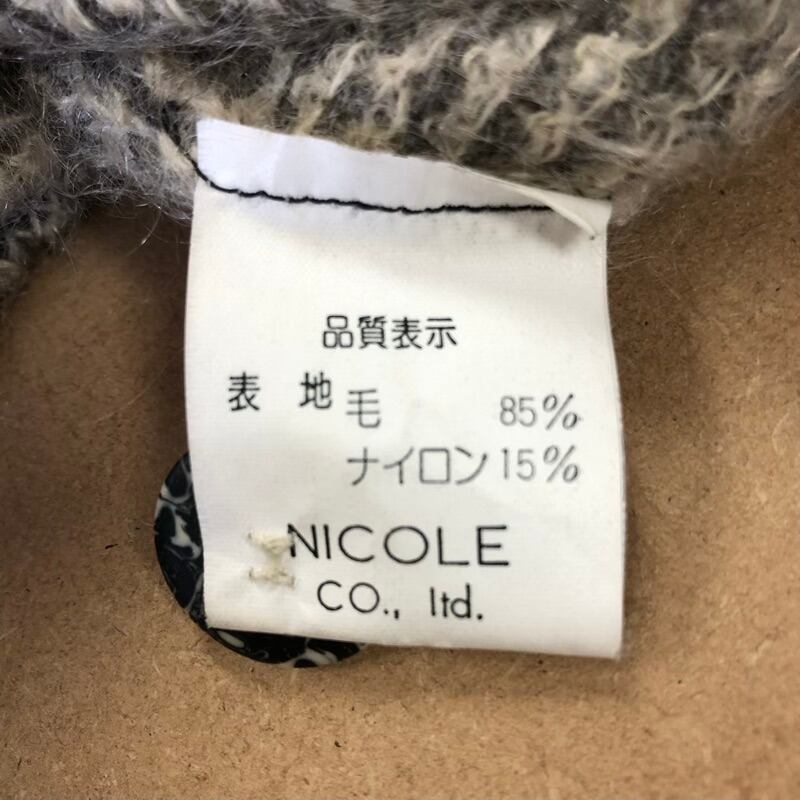 品質表示
表 地 毛 85%
ナイロン 15%
NICOLE
CO., ltd.